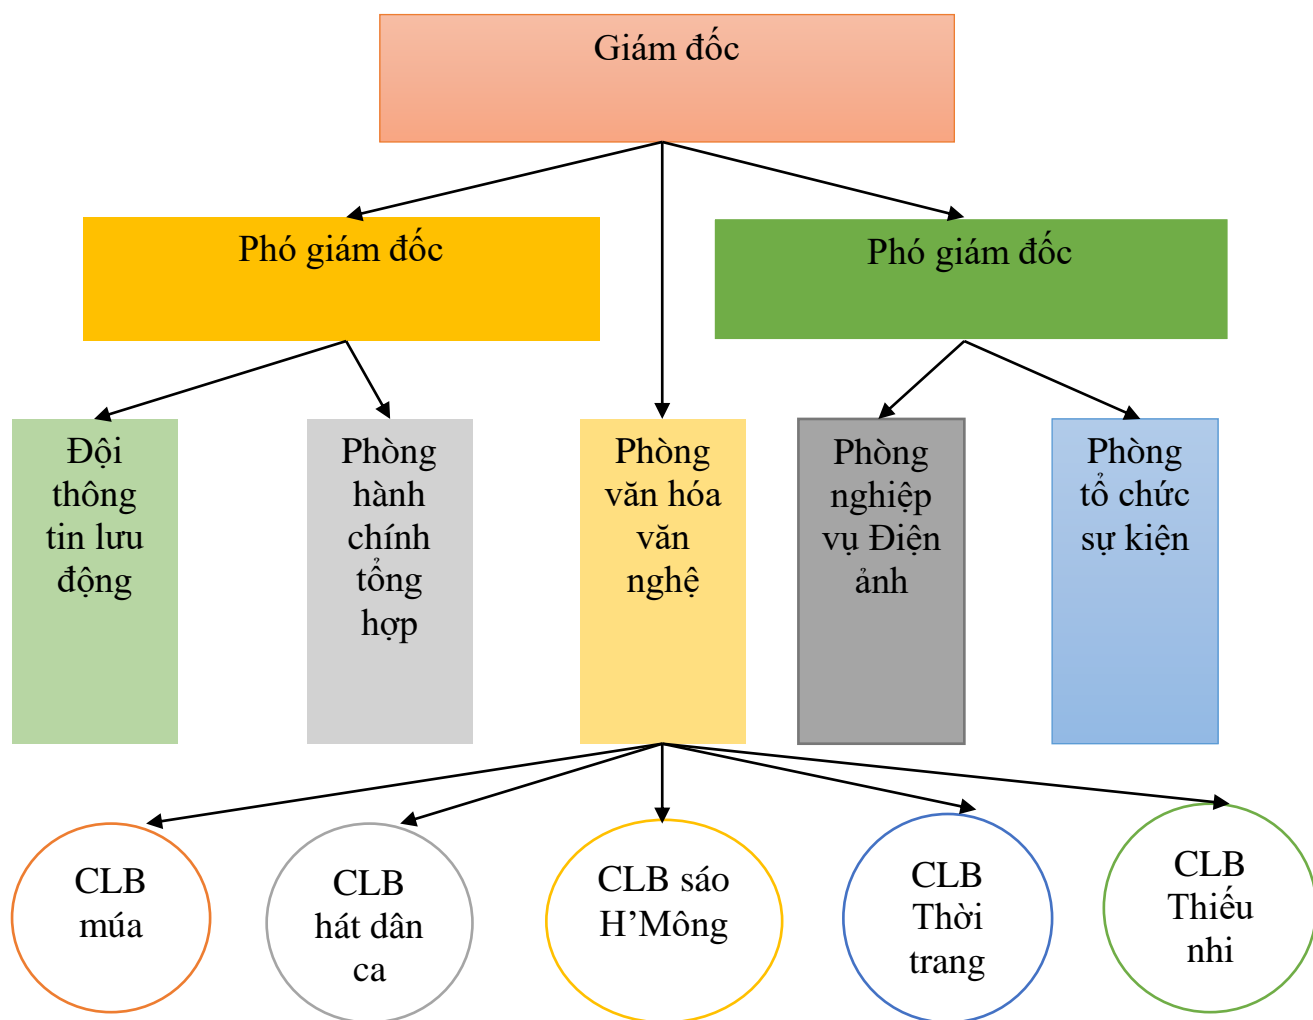 Giám đốc
Phó giám đốc
Phó giám đốc
Đội
thông
tin lưu
động
Phòng
hành
chính
tổng
hợp
Phòng
văn hóa
văn
nghệ
Phòng
nghiệp
vụ Điện
ảnh
Phòng
tổ chức
sự kiện
CLB
múa
CLB
hát dân
ca
CLB sáo
H’Mông
CLB
Thời
trang
CLB
Thiếu
nhi